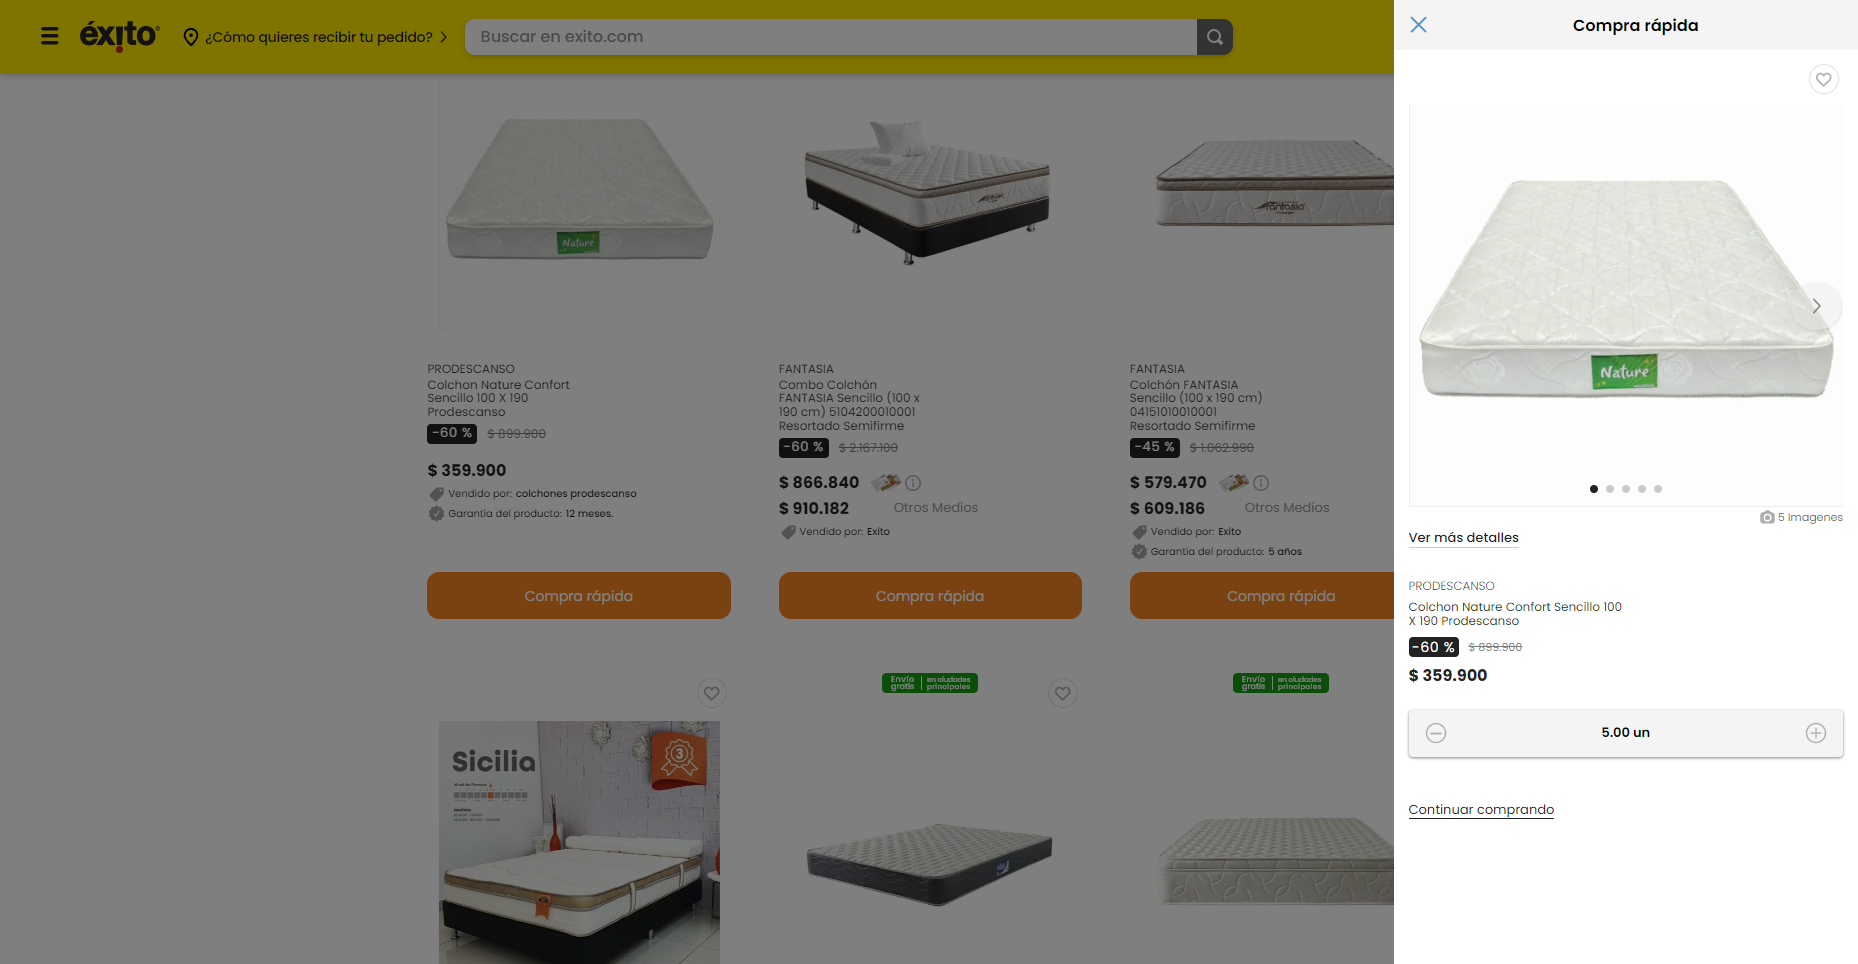 éxito
¿Cómo quieres recibir tu pedido?
Buscar en exito.com
Nature
fantasia
fantasia
PRODESCANSO
Colchon Nature Confort
Sencillo 100 X 190
Prodescanso
-60 % $ 899.900
$ 359.900
Vendido por: colchones prodescanso
Garantía del producto: 12 meses.
Compra rápida
FANTASIA
Combo Colchón
FANTASIA Sencillo (100 x
190 cm) 5104200010001
Resortado Semifirme
-60 % $ 2.167.100
$ 866.840
$ 910.182 Otros Medios
Vendido por: Exito
Compra rápida
FANTASIA
Colchón FANTASIA
Sencillo (100 x 190 cm)
04151010010001
Resortado Semifirme
-45 % $ 1.062.990
$ 579.470
$ 609.186 Otros Medios
Vendido por: Exito
Garantía del producto: 5 años
Compra rápida
Sicilia
3
Envío gratis en ciudades principales
Envío gratis en ciudades principales
Compra rápida
Nature
5 Imagenes
Ver más detalles
PRODESCANSO
Colchon Nature Confort Sencillo 100
X 190 Prodescanso
-60 % $ 899.900
$ 359.900
5.00 un
Continuar comprando